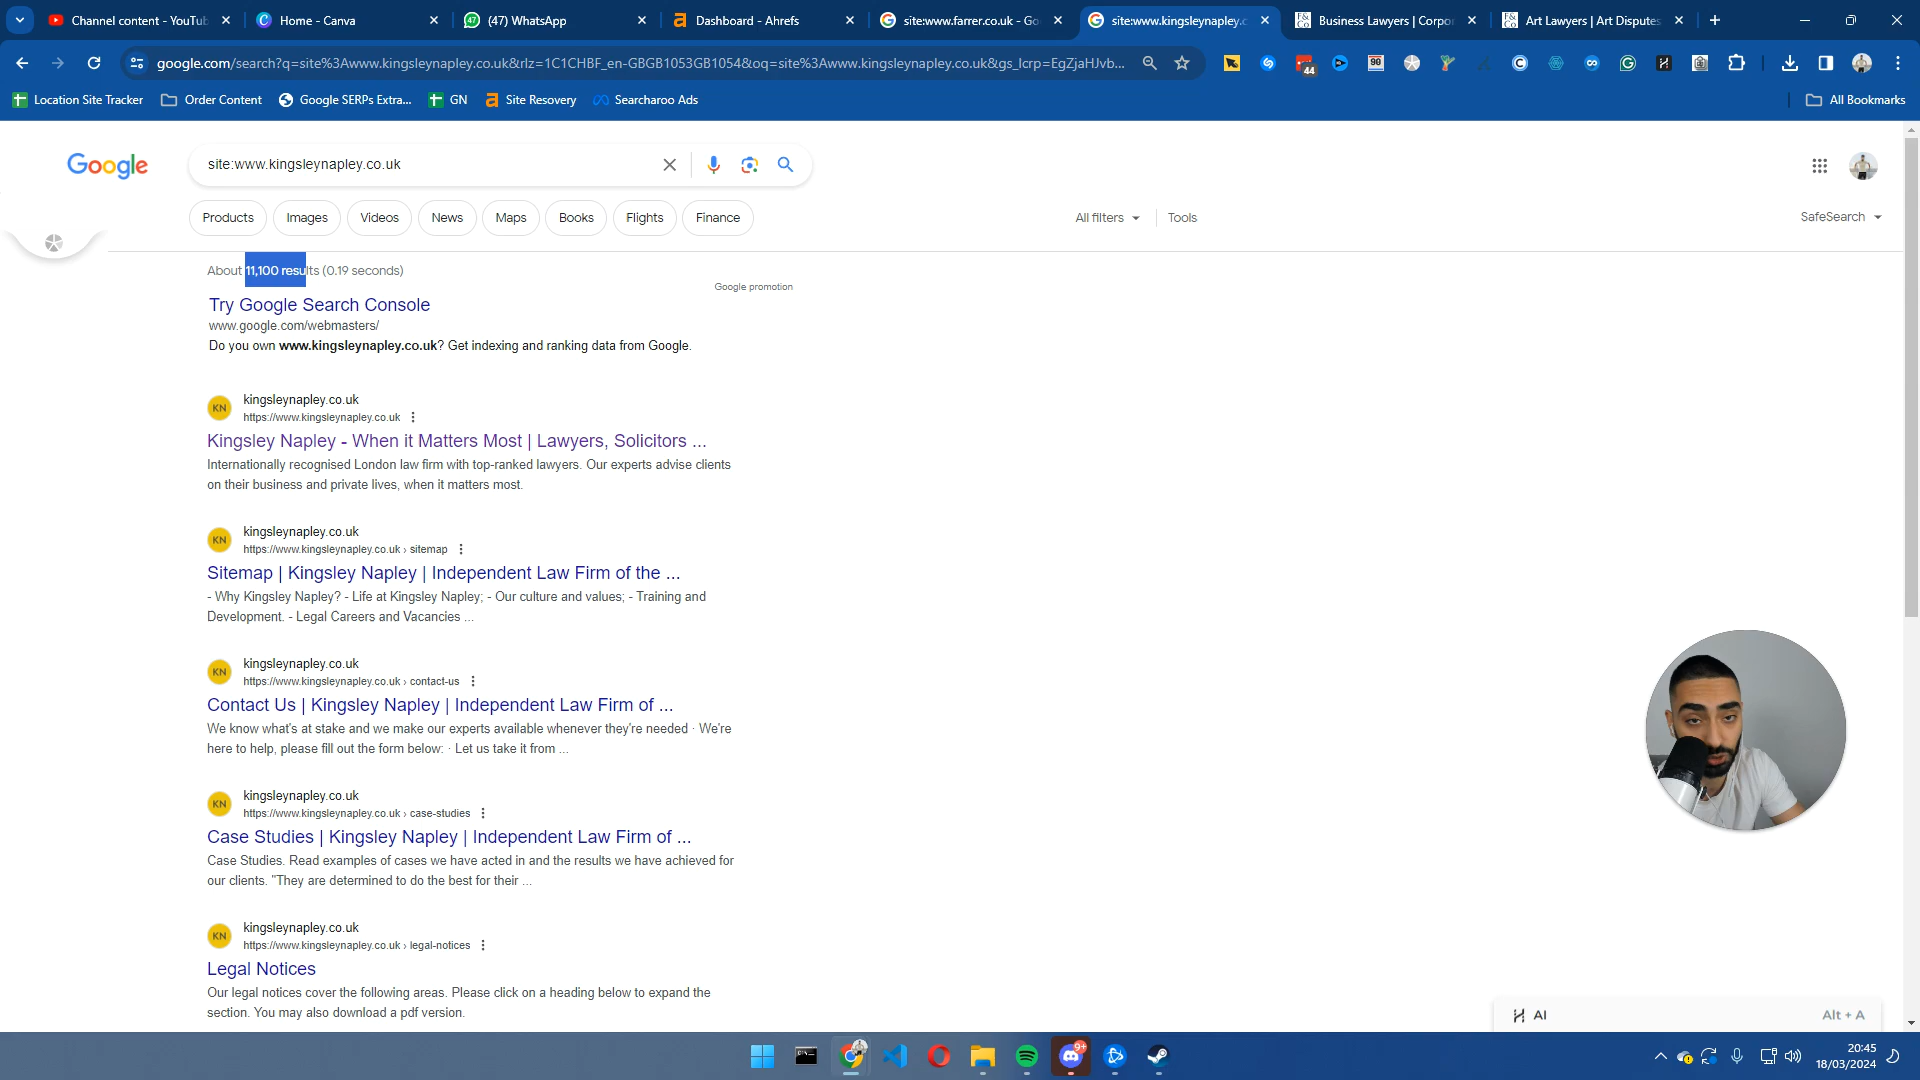 Channel content - YouTub
Home - Canva
(47) WhatsApp
Dashboard - Ahrefs
site:www.farrer.co.uk - Go
site:www.kingsleynapley.c
Business Lawyers | Corpor
Art Lawyers | Art Disputes
google.com/search?q=site%3Awww.kingsleynapley.co.uk&rlz=1C1CHBF_en-GBGB1053GB1054&oq=site%3Awww.kingsleynapley.co.uk&gs_lcrp=EgZjaHJvb...
44
90
Location Site Tracker
Order Content
Google SERPs Extra...
GN
Site Recovery
Searcharoo Ads
All Bookmarks
Google
site:www.kingsleynapley.co.uk
Products
Images
Videos
News
Maps
Books
Flights
Finance
All filters
Tools
SafeSearch
About 11,100 results (0.19 seconds)
Google promotion
Try Google Search Console
www.google.com/webmasters/
Do you own www.kingsleynapley.co.uk? Get indexing and ranking data from Google.
KN
kingsleynapley.co.uk
https://www.kingsleynapley.co.uk
Kingsley Napley - When it Matters Most | Lawyers, Solicitors ...
Internationally recognised London law firm with top-ranked lawyers. Our experts advise clients
on their business and private lives, when it matters most.
KN
kingsleynapley.co.uk
https://www.kingsleynapley.co.uk › sitemap
Sitemap | Kingsley Napley | Independent Law Firm of the ...
- Why Kingsley Napley? - Life at Kingsley Napley; - Our culture and values; - Training and
Development. - Legal Careers and Vacancies ...
KN
kingsleynapley.co.uk
https://www.kingsleynapley.co.uk › contact-us
Contact Us | Kingsley Napley | Independent Law Firm of ...
We know what's at stake and we make our experts available whenever they're needed · We're
here to help, please fill out the form below: · Let us take it from ...
KN
kingsleynapley.co.uk
https://www.kingsleynapley.co.uk › case-studies
Case Studies | Kingsley Napley | Independent Law Firm of ...
Case Studies. Read examples of cases we have acted in and the results we have achieved for
our clients. "They are determined to do the best for their ...
KN
kingsleynapley.co.uk
https://www.kingsleynapley.co.uk › legal-notices
Legal Notices
Our legal notices cover the following areas. Please click on a heading below to expand the
section. You may also download a pdf version.
AI
Alt + A
9+
20:45
18/03/2024